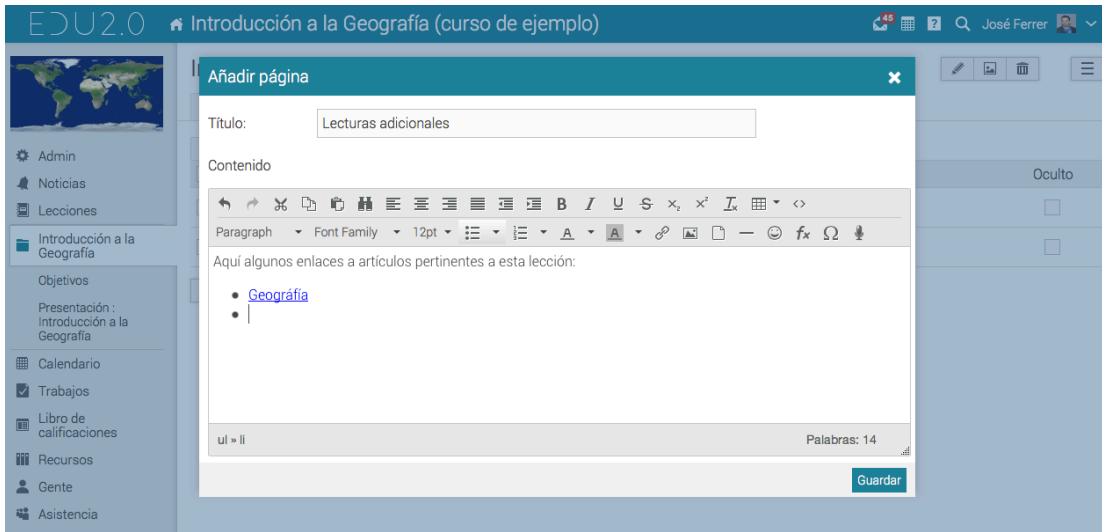 EDU2.0
Introducción a la Geografía (curso de ejemplo)
45
?
José Ferrer
Añadir página
Título:
Lecturas adicionales
Contenido
Paragraph
Font Family
12pt
Aquí algunos enlaces a artículos pertinentes a esta lección:
Geográfía
ul » li
Palabras: 14
Guardar
Oculto
Admin
Noticias
Lecciones
Introducción a la
Geografía
Objetivos
Presentación :
Introducción a la
Geografía
Calendario
Trabajos
Libro de
calificaciones
Recursos
Gente
Asistencia